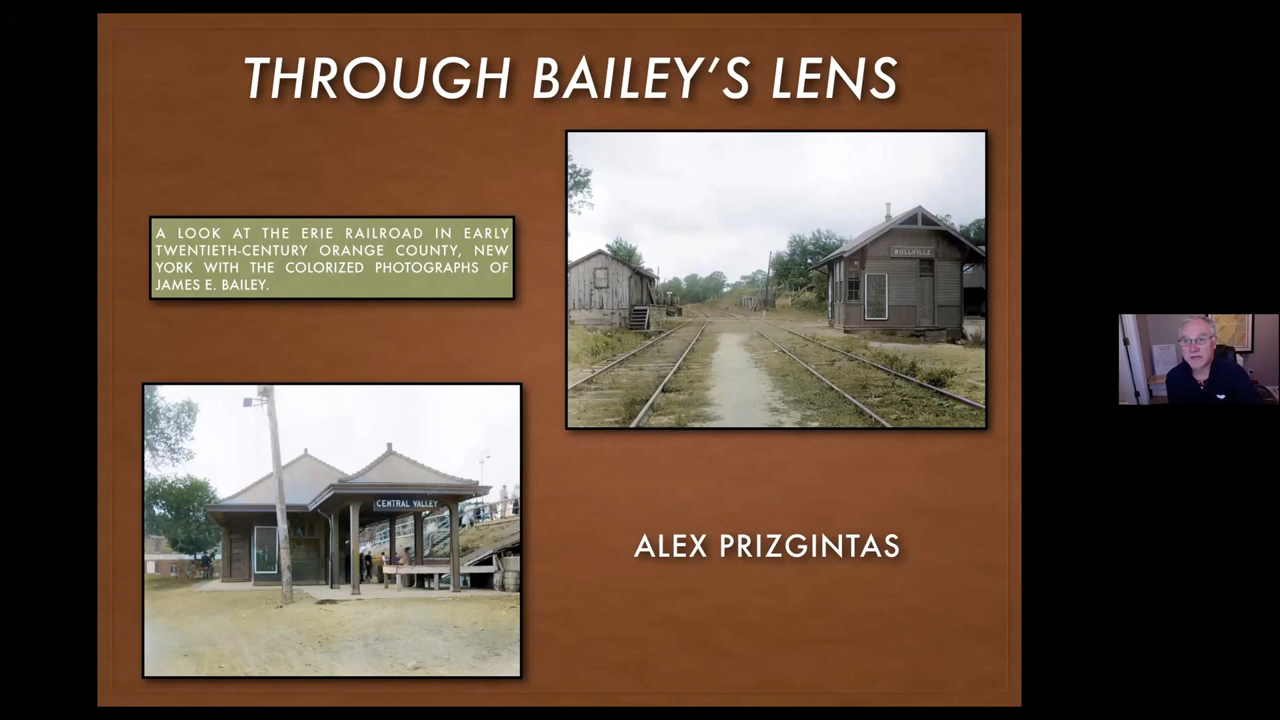 THROUGH BAILEY'S LENS
A LOOK AT THE ERIE RAILROAD IN EARLY
TWENTIETH-CENTURY ORANGE COUNTY, NEW
YORK WITH THE COLORIZED PHOTOGRAPHS OF
JAMES E. BAILEY.
BULLVILLE
CENTRAL VALLEY
ALEX PRIZGINTAS